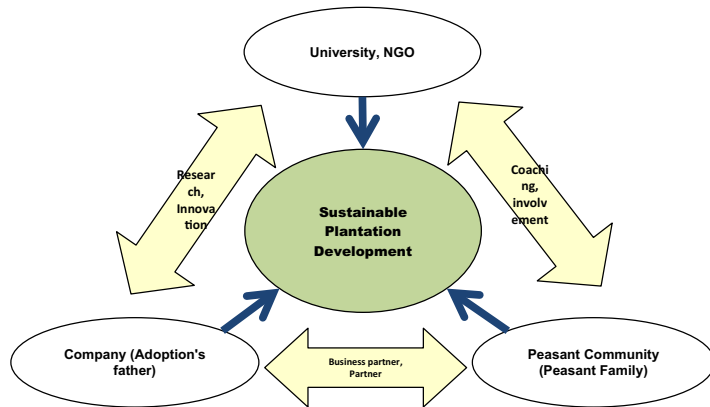 University, NGO
Resear
ch,
Innova
tion
Coachi
ng,
involv
ement
Sustainable
Plantation
Development
Company (Adoption's
father)
Business partner,
Partner
Peasant Community
(Peasant Family)